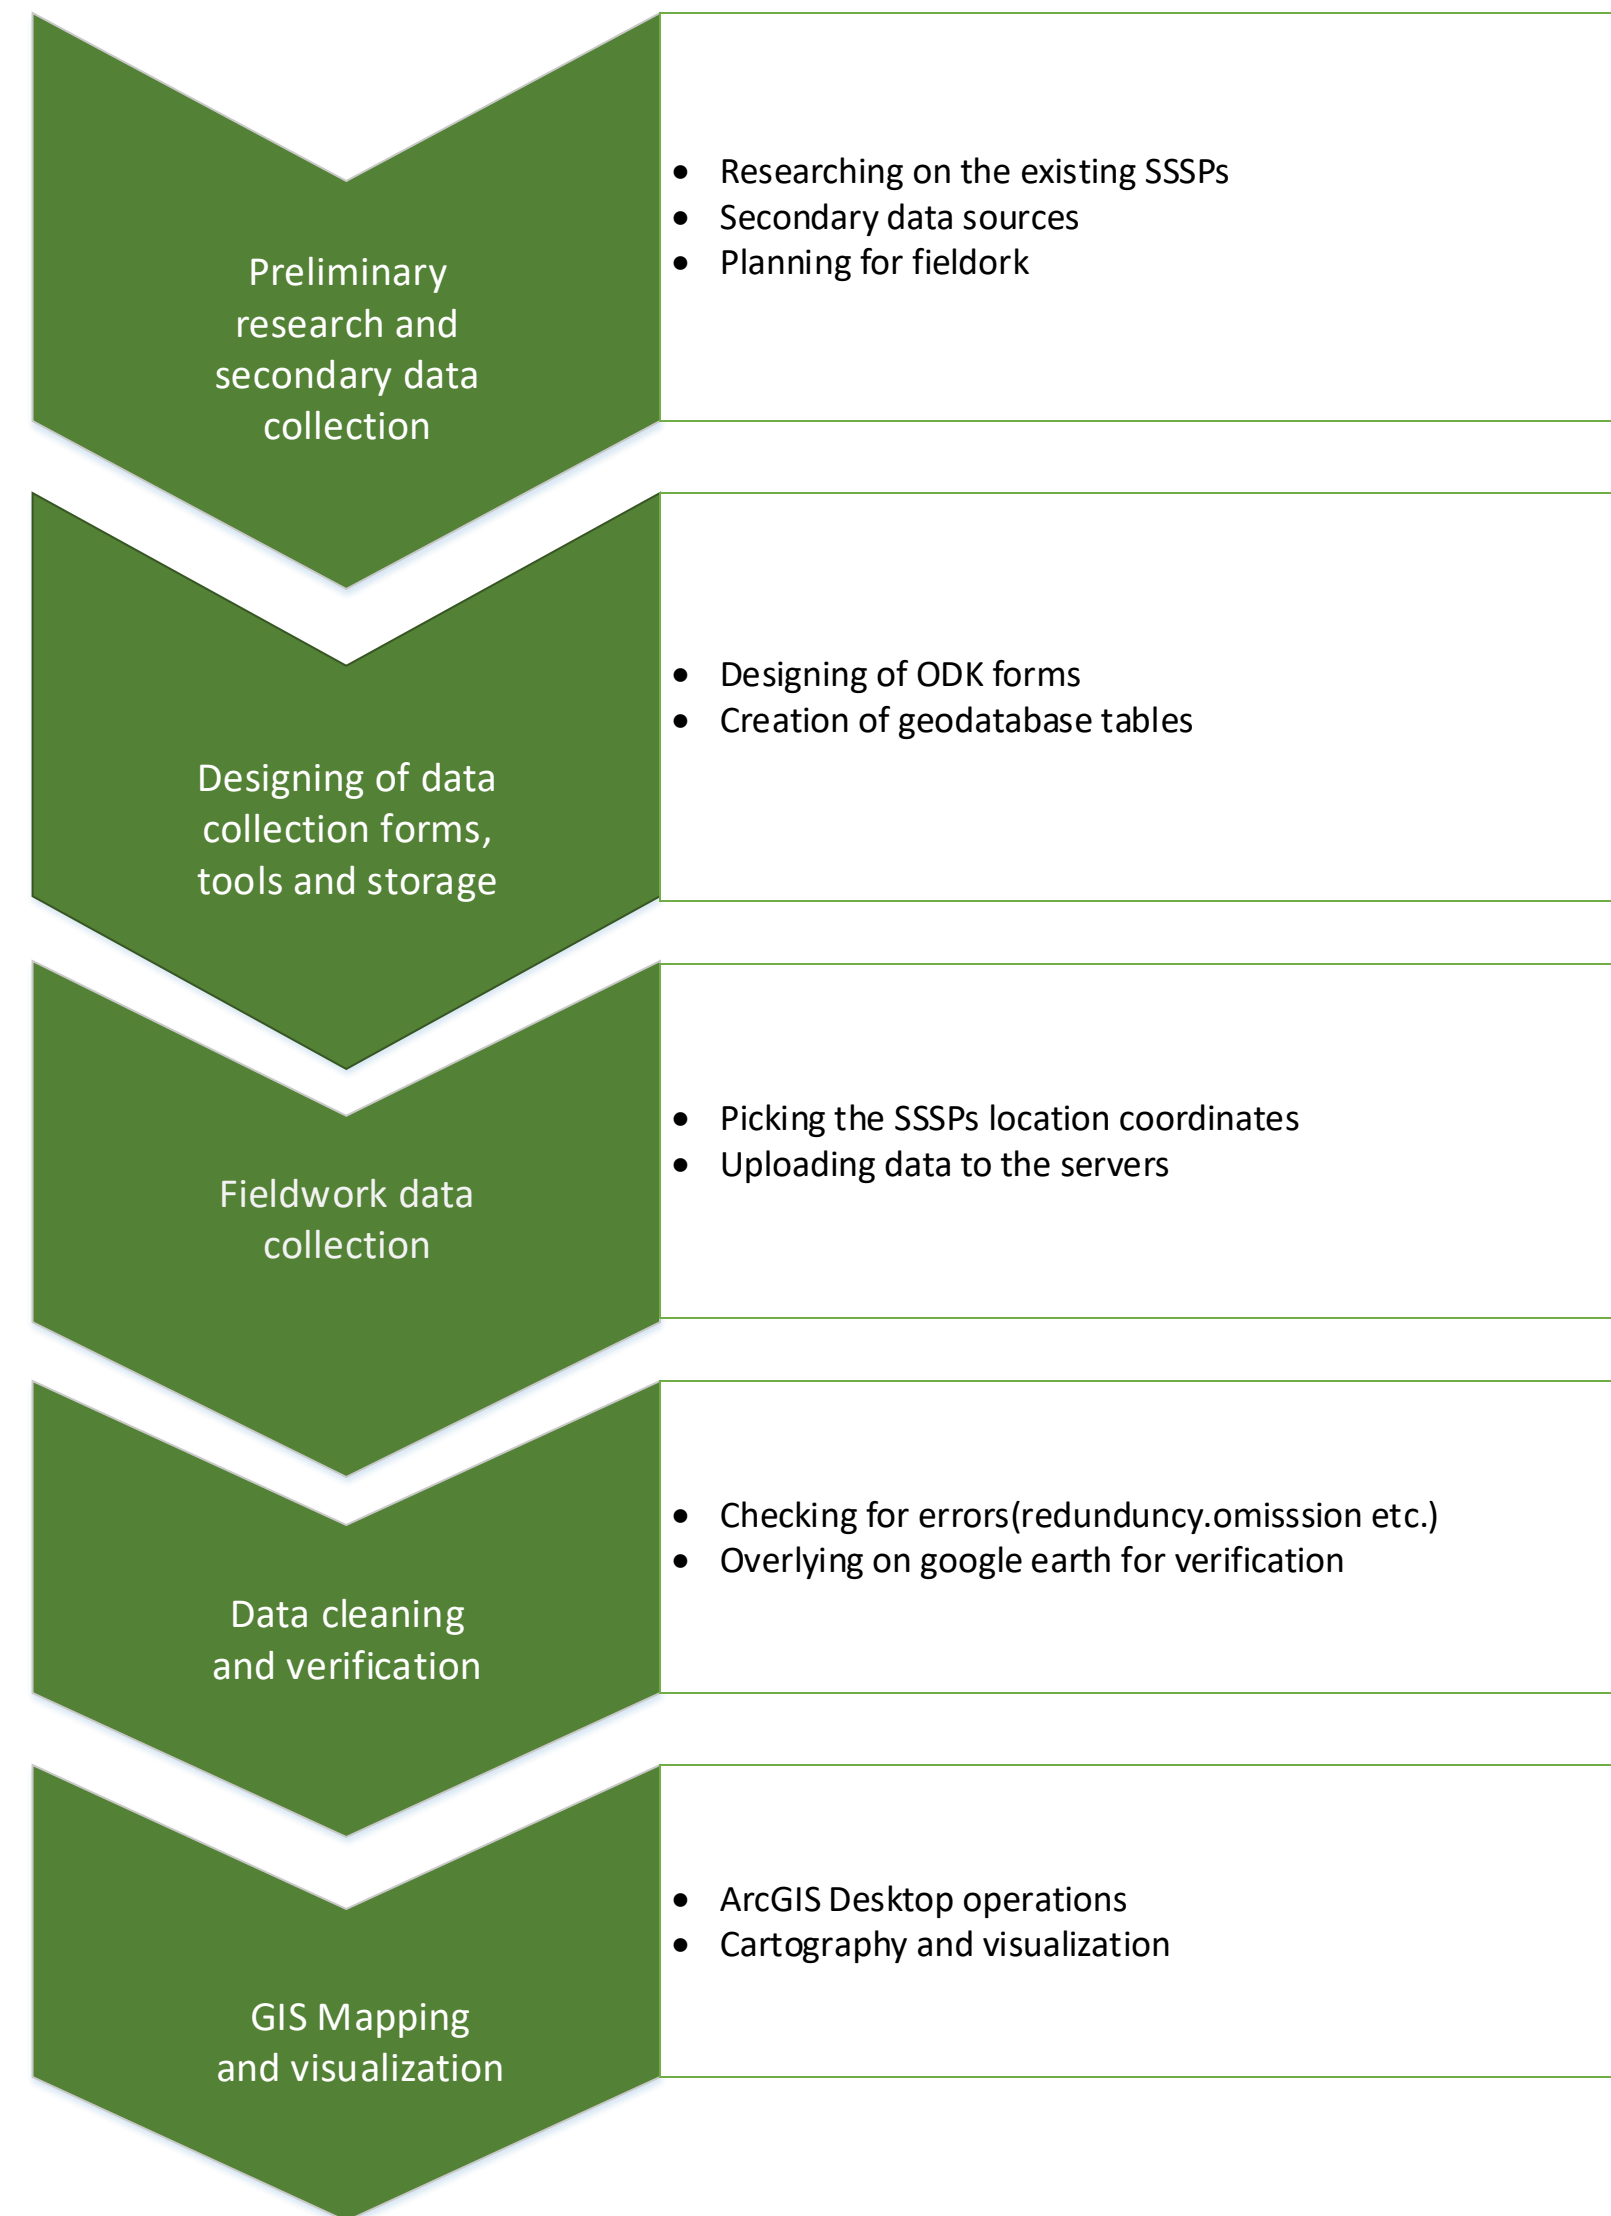 Preliminary
research and
secondary data
collection
• Researching on the existing SSSPs
• Secondary data sources
• Planning for fieldork
Designing of data
collection forms,
tools and storage
• Designing of ODK forms
• Creation of geodatabase tables
Fieldwork data
collection
• Picking the SSSPs location coordinates
• Uploading data to the servers
Data cleaning
and verification
• Checking for errors(redunduncy.omisssion etc.)
• Overlying on google earth for verification
GIS Mapping
and visualization
• ArcGIS Desktop operations
• Cartography and visualization